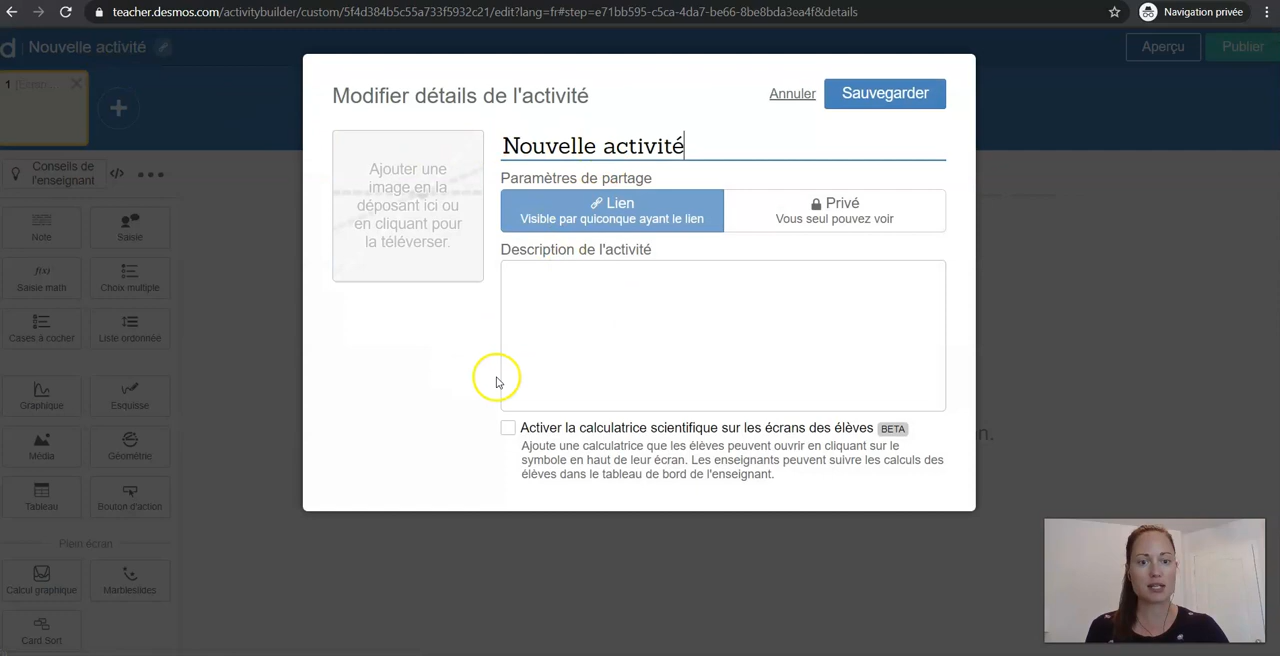 teacher.desmos.com/activitybuilder/custom/5f4d384b5c55a733f5932c21/edit?lang=fr#step=e71bb595-c5ca-4da7-be66-8be8bda3ea4f&details
Navigation privée
d Nouvelle activité
Aperçu
Publier
1
Modifier détails de l'activité
Annuler
Sauvegarder
Ajouter une
image en la
déposant ici ou
en cliquant pour
la téléverser.
Nouvelle activité
Paramètres de partage
Lien
Visible par quiconque ayant le lien
Privé
Vous seul pouvez voir
Description de l'activité
Activer la calculatrice scientifique sur les écrans des élèves BETA
Ajoute une calculatrice que les élèves peuvent ouvrir en cliquant sur le
symbole en haut de leur écran. Les enseignants peuvent suivre les calculs des
élèves dans le tableau de bord de l'enseignant.
Conseils de
l'enseignant
</>
Note
Saisie
f(x)
Saisie math
Choix multiple
Cases à cocher
Liste ordonnée
Graphique
Esquisse
Média
Géométrie
Tableau
Bouton d'action
Plein écran
Calcul graphique
Marbleslides
Card Sort